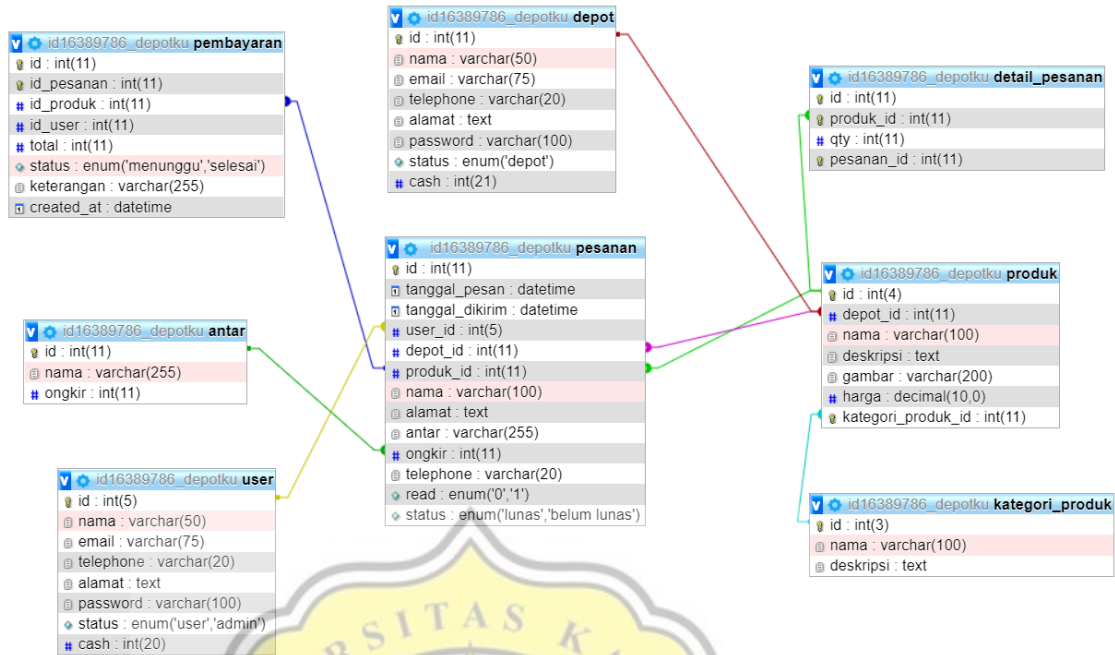 id16389786_depotku pembayaran
id : int(11)
id_pesanan : int(11)
id_produk : int(11)
id_user : int(11)
total : int(11)
status : enum('menunggu','selesai')
keterangan : varchar(255)
created_at : datetime
id16389786_depotku depot
id : int(11)
nama : varchar(50)
email : varchar(75)
telephone : varchar(20)
alamat : text
password : varchar(100)
status : enum('depot')
cash : int(21)
id16389786_depotku detail_pesanan
id : int(11)
produk_id : int(11)
qty : int(11)
pesanan_id : int(11)
id16389786_depotku pesanan
id : int(11)
tanggal_pesan : datetime
tanggal_dikirim : datetime
user_id : int(5)
depot_id : int(11)
produk_id : int(11)
nama : varchar(100)
alamat : text
antar : varchar(255)
ongkir : int(11)
telephone : varchar(20)
read : enum('0','1')
status : enum('lunas','belum lunas')
id16389786_depotku produk
id : int(4)
depot_id : int(11)
nama : varchar(100)
deskripsi : text
gambar : varchar(200)
harga : decimal(10,0)
kategori_produk_id : int(11)
id16389786_depotku antar
id : int(11)
nama : varchar(255)
ongkir : int(11)
id16389786_depotku user
id : int(5)
nama : varchar(50)
email : varchar(75)
telephone : varchar(20)
alamat : text
password : varchar(100)
status : enum('user','admin')
cash : int(20)
id16389786_depotku kategori_produk
id : int(3)
nama : varchar(100)
deskripsi : text